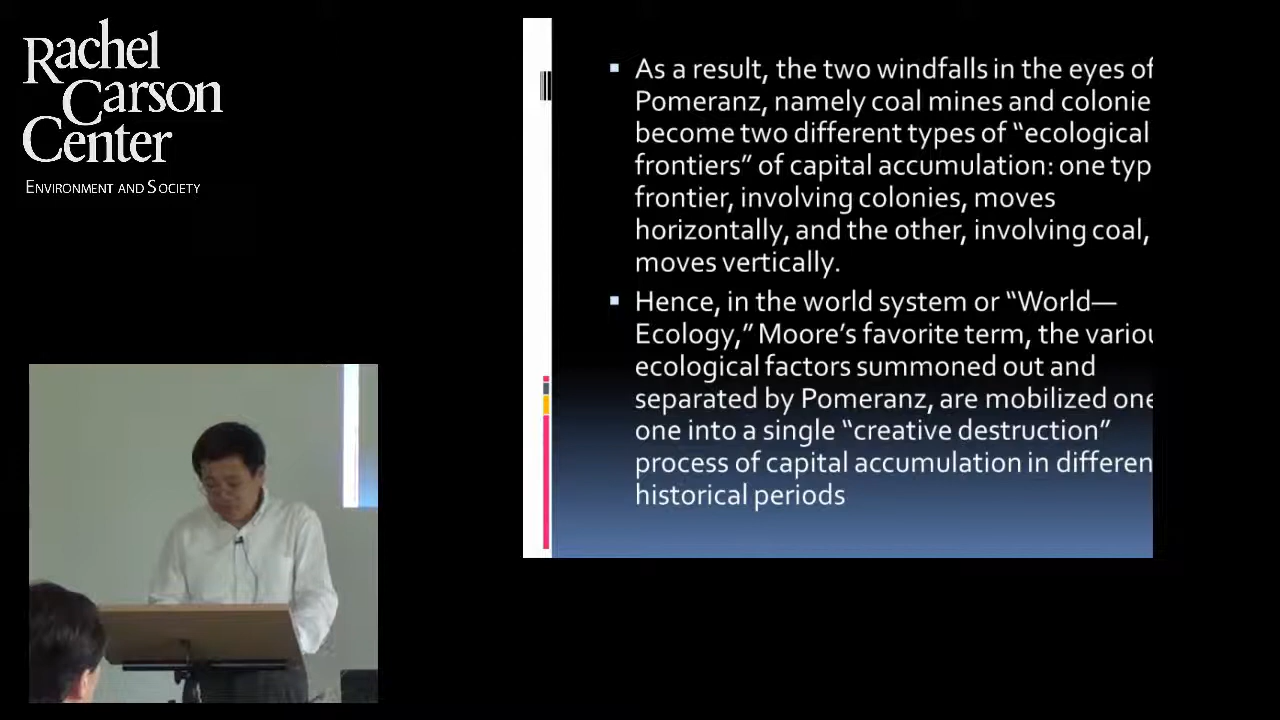 Rachel
Carson
Center
ENVIRONMENT AND SOCIETY
▪ As a result, the two windfalls in the eyes of
Pomeranz, namely coal mines and colonie
become two different types of “ecological
frontiers” of capital accumulation: one typ
frontier, involving colonies, moves
horizontally, and the other, involving coal,
moves vertically.
▪ Hence, in the world system or “World—
Ecology,” Moore’s favorite term, the variou
ecological factors summoned out and
separated by Pomeranz, are mobilized one
one into a single “creative destruction”
process of capital accumulation in differen
historical periods